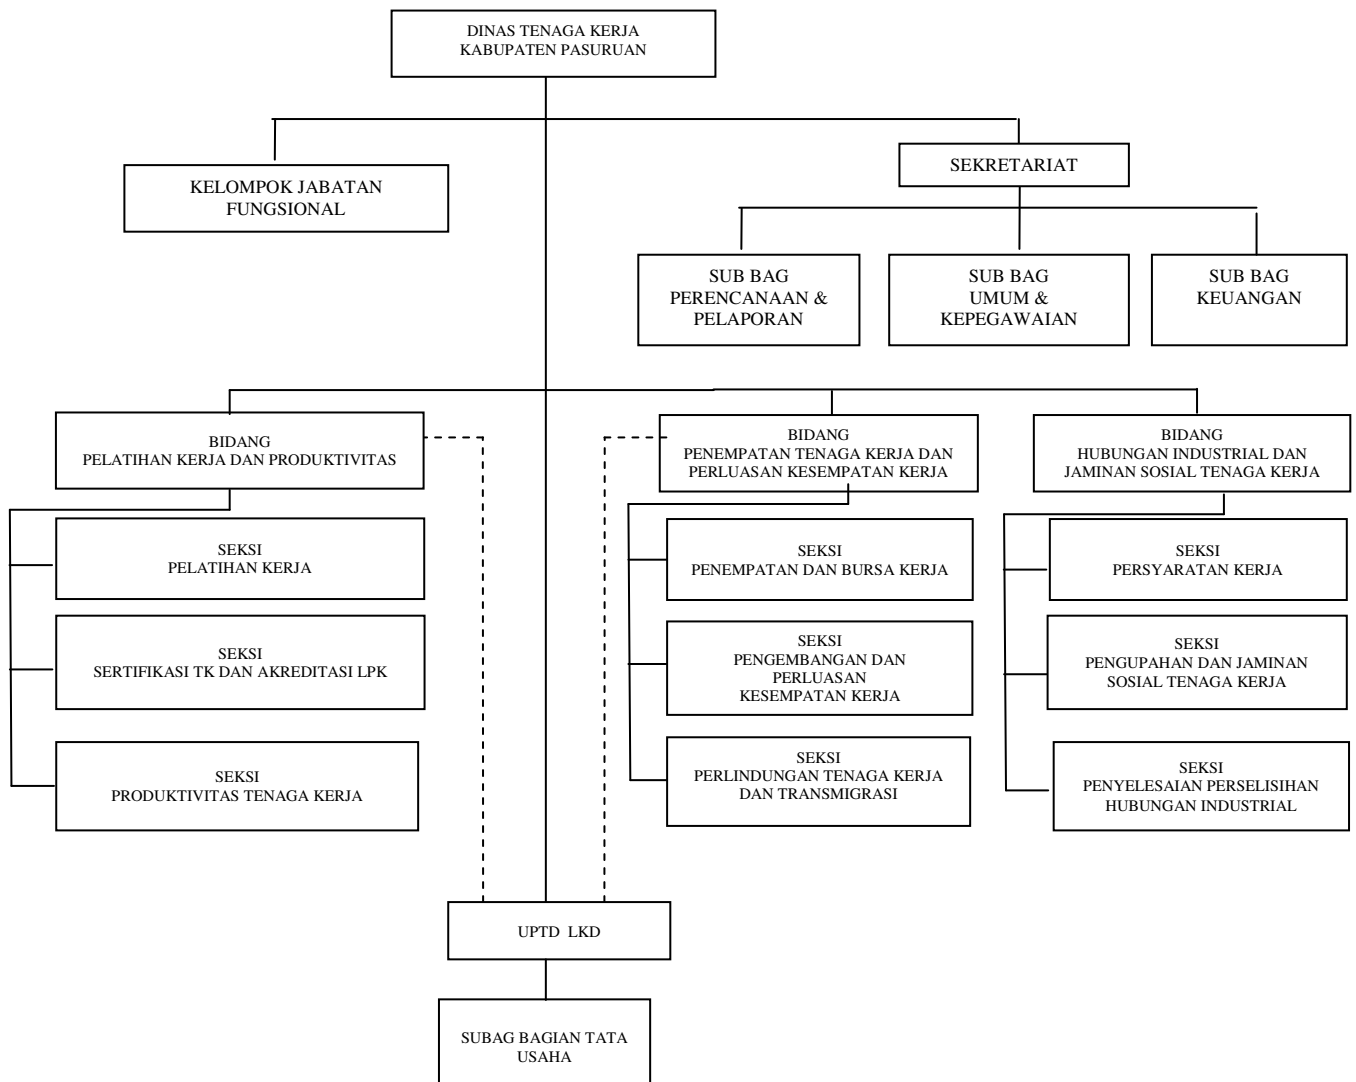 DINAS TENAGA KERJA
KABUPATEN PASURUAN
KELOMPOK JABATAN
FUNGSIONAL
SEKRETARIAT
SUB BAG
PERENCANAAN &
PELAPORAN
SUB BAG
UMUM &
KEPEGAWAIAN
SUB BAG
KEUANGAN
BIDANG
PELATIHAN KERJA DAN PRODUKTIVITAS
BIDANG
PENEMPATAN TENAGA KERJA DAN
PERLUASAN KESEMPATAN KERJA
BIDANG
HUBUNGAN INDUSTRIAL DAN
JAMINAN SOSIAL TENAGA KERJA
SEKSI
PELATIHAN KERJA
SEKSI
PENEMPATAN DAN BURSA KERJA
SEKSI
PERSYARATAN KERJA
SEKSI
SERTIFIKASI TK DAN AKREDITASI LPK
SEKSI
PENGEMBANGAN DAN
PERLUASAN
KESEMPATAN KERJA
SEKSI
PENGUPAHAN DAN JAMINAN
SOSIAL TENAGA KERJA
SEKSI
PRODUKTIVITAS TENAGA KERJA
SEKSI
PERLINDUNGAN TENAGA KERJA
DAN TRANSMIGRASI
SEKSI
PENYELESAIAN PERSELISIHAN
HUBUNGAN INDUSTRIAL
UPTD LKD
SUBAG BAGIAN TATA
USAHA